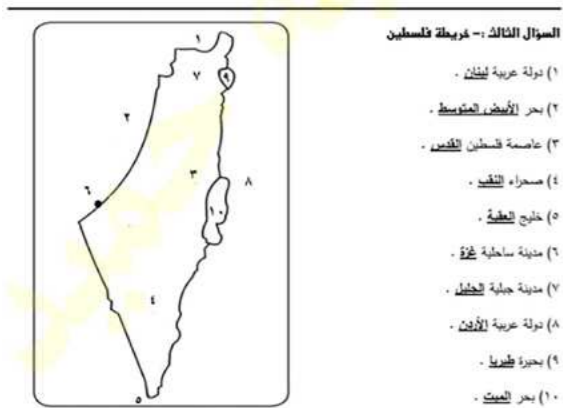 السؤال الثالث :- خريطة فلسطين
١) دولة عربية لبنان .
٢) بحر الأبيض المتوسط .
٣) عاصمة فلسطين القدس .
٤) صحراء النقب .
٥) خليج العقبة .
٦) مدينة ساحلية غزة .
٧) مدينة جبلية الجليل .
٨) دولة عربية الأردن .
٩) بحيرة طبريا .
١٠) بحر الميت .
١
٧
٩
٢
٣
٨
٦
١٠
٤
٥